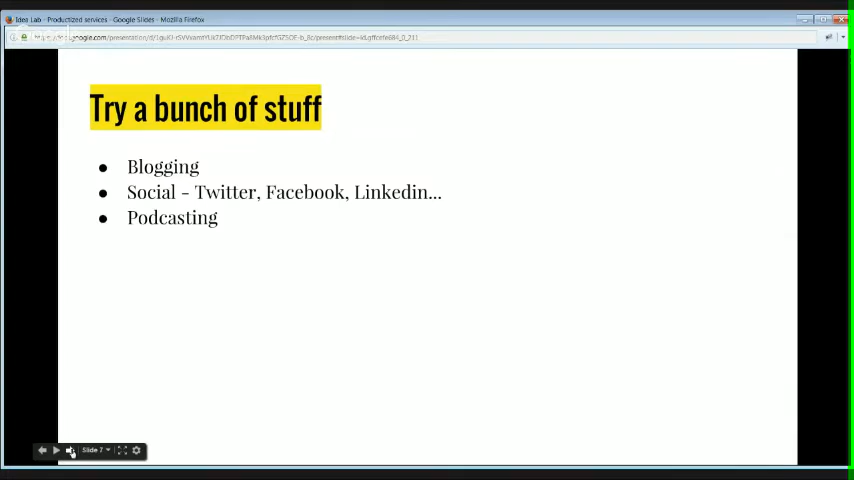 Idea Lab - Productized services - Google Slides - Mozilla Firefox
Try a bunch of stuff
● Blogging
● Social - Twitter, Facebook, Linkedin...
● Podcasting
Slide 7